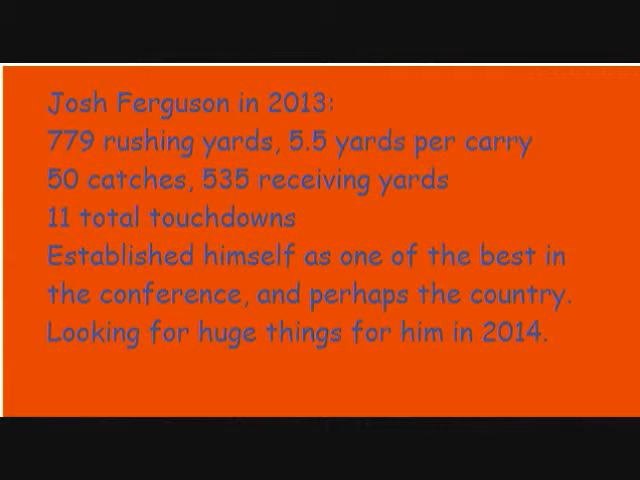 Josh Ferguson in 2013:
779 rushing yards, 5.5 yards per carry
50 catches, 535 receiving yards
11 total touchdowns
Established himself as one of the best in
the conference, and perhaps the country.
Looking for huge things for him in 2014.